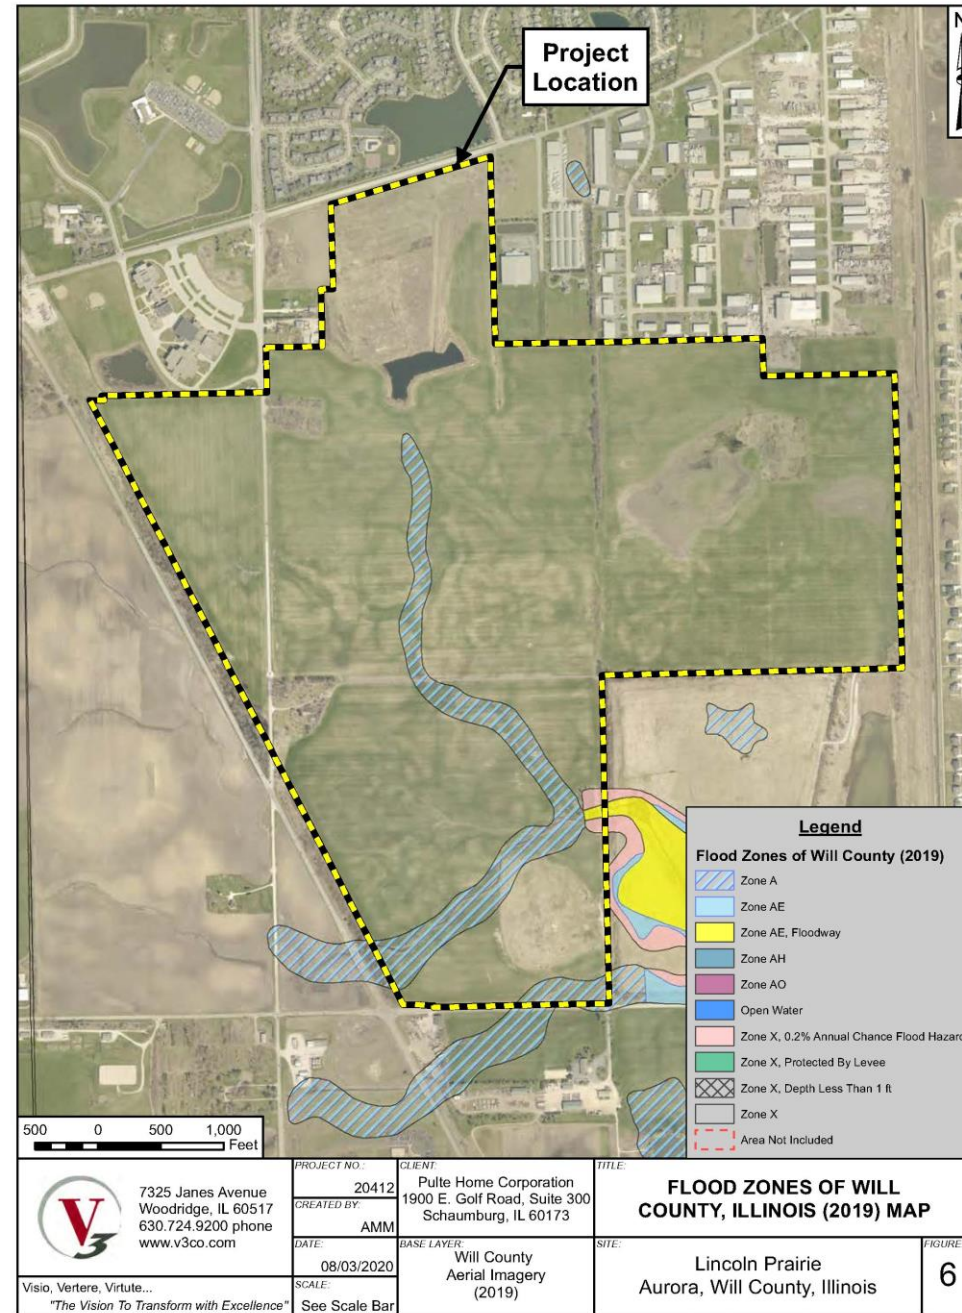 N
Project
Location
Legend
Flood Zones of Will County (2019)
Zone A
Zone AE
Zone AE, Floodway
Zone AH
Zone AO
Open Water
Zone X, 0.2% Annual Chance Flood Hazard
Zone X, Protected By Levee
Zone X, Depth Less Than 1 ft
Zone X
Area Not Included
500 0 500 1,000
Feet
V3
7325 Janes Avenue
Woodridge, IL 60517
630.724.9200 phone
www.v3co.com
Visio, Vertere, Virtute...
"The Vision To Transform with Excellence"
PROJECT NO.:
20412
CREATED BY:
AMM
DATE:
08/03/2020
SCALE:
See Scale Bar
CLIENT:
Pulte Home Corporation
1900 E. Golf Road, Suite 300
Schaumburg, IL 60173
BASE LAYER:
Will County
Aerial Imagery
(2019)
TITLE:
FLOOD ZONES OF WILL
COUNTY, ILLINOIS (2019) MAP
SITE:
Lincoln Prairie
Aurora, Will County, Illinois
FIGURE
6